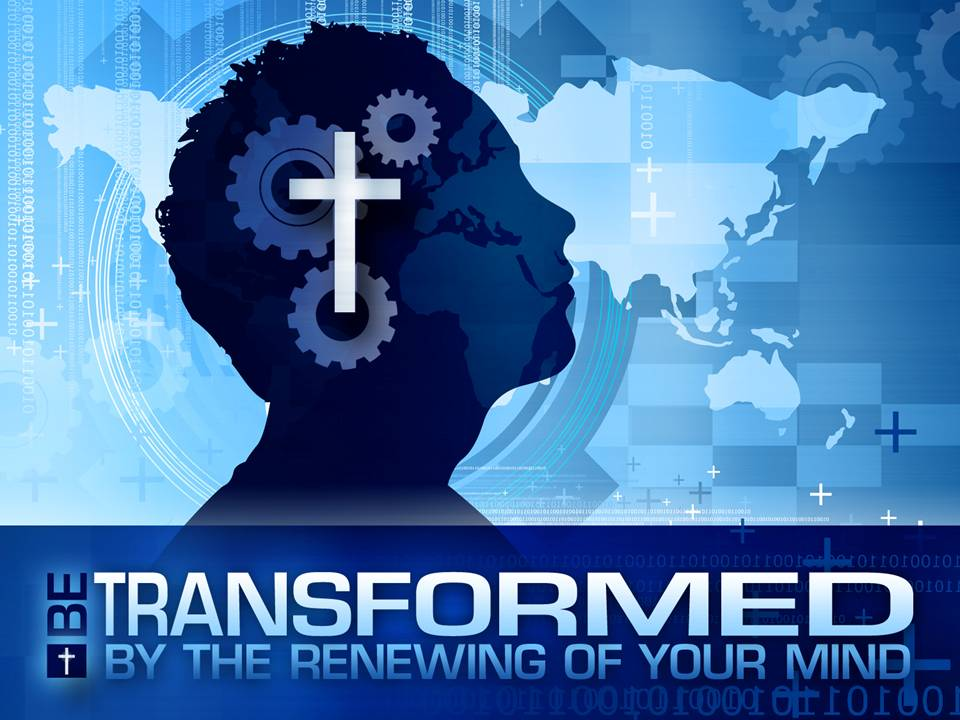 BE TRANSFORMED
BY THE RENEWING OF YOUR MIND